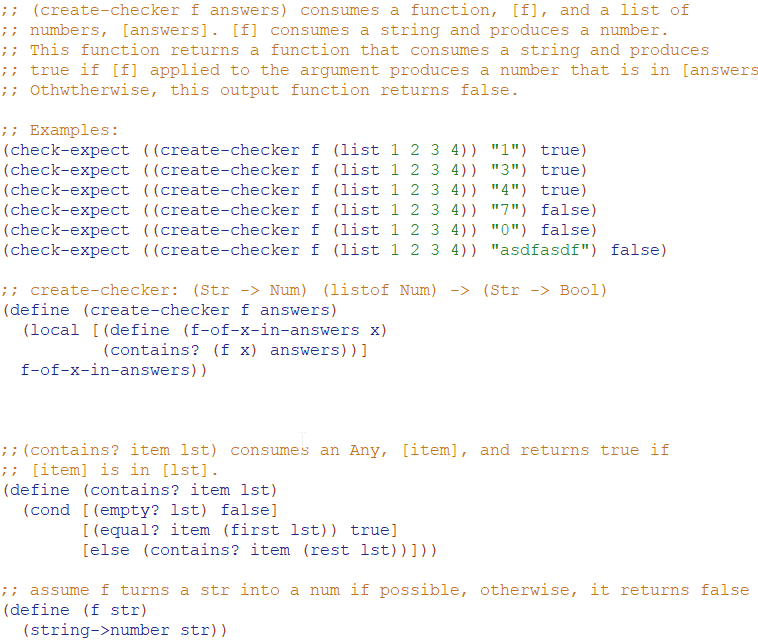 ;; (create-checker f answers) consumes a function, [f], and a list of
;; numbers, [answers]. [f] consumes a string and produces a number.
;; This function returns a function that consumes a string and produces
;; true if [f] applied to the argument produces a number that is in [answers
;; Othwtherwise, this output function returns false.

;; Examples:
(check-expect ((create-checker f (list 1 2 3 4)) "1") true)
(check-expect ((create-checker f (list 1 2 3 4)) "3") true)
(check-expect ((create-checker f (list 1 2 3 4)) "4") true)
(check-expect ((create-checker f (list 1 2 3 4)) "7") false)
(check-expect ((create-checker f (list 1 2 3 4)) "0") false)
(check-expect ((create-checker f (list 1 2 3 4)) "asdfasdf") false)

;; create-checker: (Str -> Num) (listof Num) -> (Str -> Bool)
(define (create-checker f answers)
  (local [(define (f-of-x-in-answers x)
          (contains? (f x) answers))]
  f-of-x-in-answers))

;;(contains? item lst) consumes an Any, [item], and returns true if
;; [item] is in [lst].
(define (contains? item lst)
  (cond [(empty? lst) false]
        [(equal? item (first lst)) true]
        [else (contains? item (rest lst))]))

;; assume f turns a str into a num if possible, otherwise, it returns false
(define (f str)
  (string->number str))